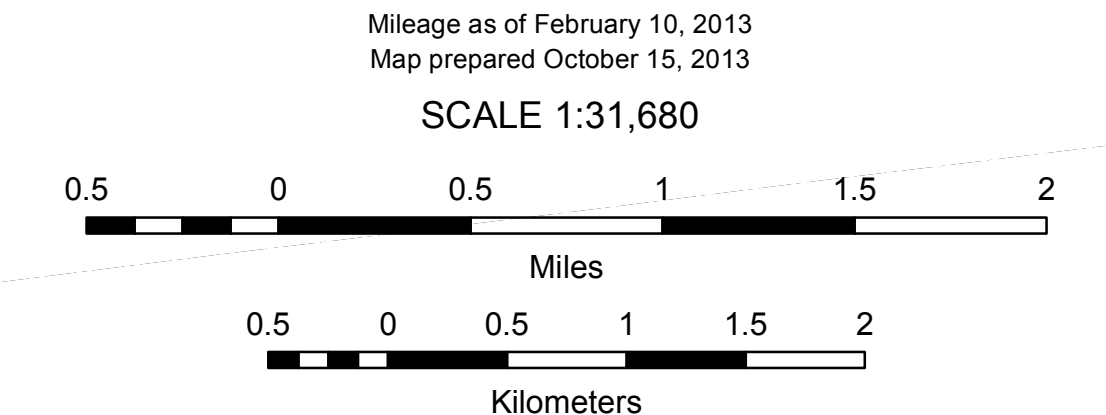 Mileage as of February 10, 2013
Map prepared October 15, 2013
SCALE 1:31,680
0.5 0 0.5 1 1.5 2
Miles
0.5 0 0.5 1 1.5 2
Kilometers